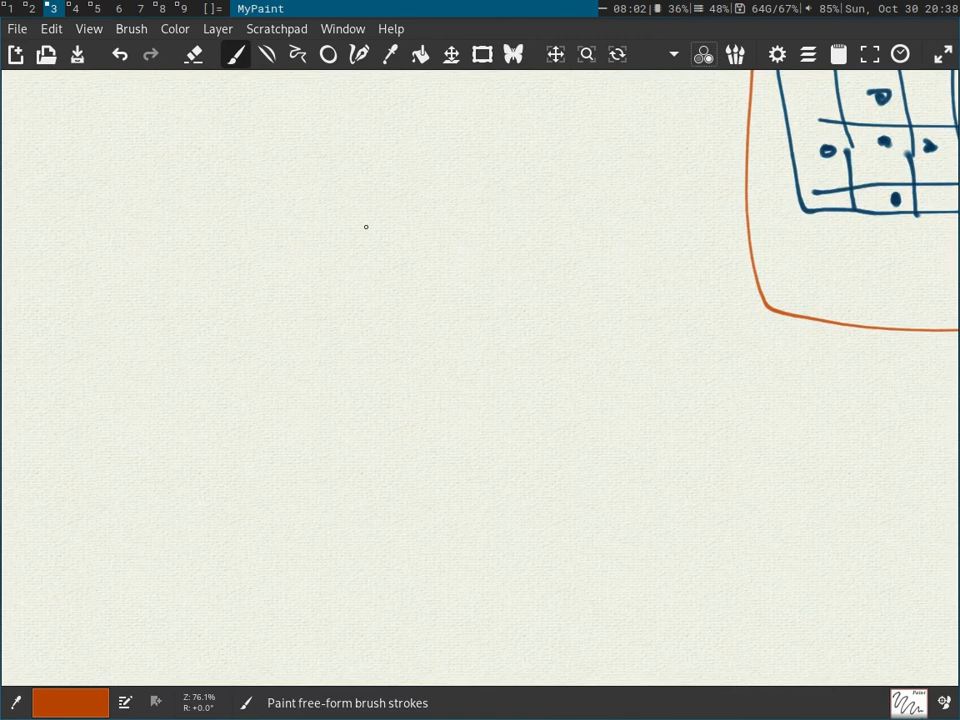 1 2 3 4 5 6 7 8 9 []= MyPaint 08:02 36% 48% 64G/67% 85% Sun, Oct 30 20:38
File Edit View Brush Color Layer Scratchpad Window Help
Z: 76.1%
R: +0.0°
Paint free-form brush strokes